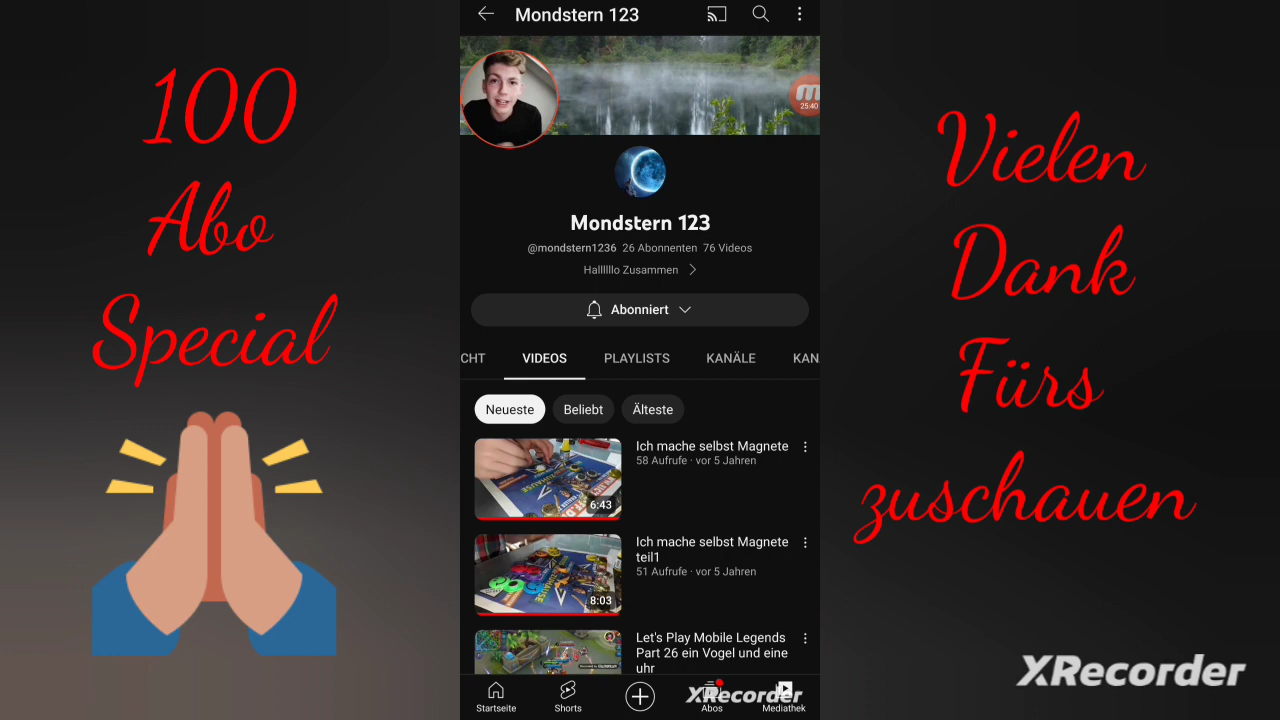 100
Abo
Special
Mondstern 123
25:40
Mondstern 123
@mondstern1236 26 Abonnenten 76 Videos
Hallllllo Zusammen
Abonniert
CHT VIDEOS PLAYLISTS KANÄLE KAN
Neueste Beliebt Älteste
Ich mache selbst Magnete
58 Aufrufe · vor 5 Jahren
6:43
Ich mache selbst Magnete
teil1
51 Aufrufe · vor 5 Jahren
8:03
Let's Play Mobile Legends
Part 26 ein Vogel und eine
uhr
XRecorder
Startseite Shorts Abos Mediathek
Vielen
Dank
Fürs
zuschauen
XRecorder